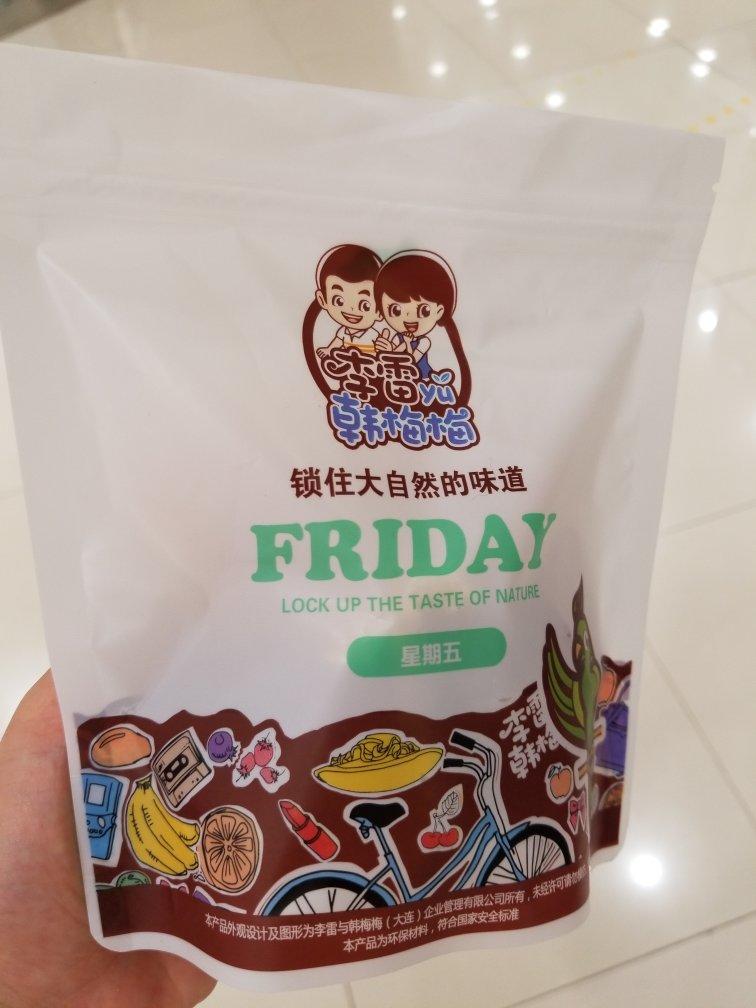 李雷yu
韩梅梅
锁住大自然的味道
FRIDAY
LOCK UP THE TASTE OF NATURE
星期五
李雷
韩梅
本产品外观设计及图形为李雷与韩梅梅（大连）企业管理有限公司所有，未经许可请勿
本产品为环保材料，符合国家安全标准